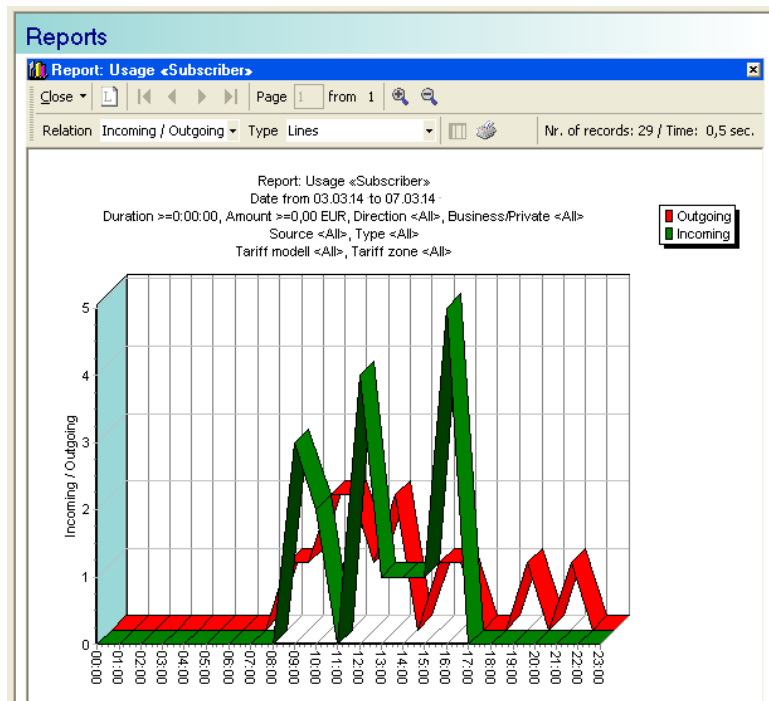 Reports
Report: Usage «Subscriber»
Close Page 1 from 1
Relation Incoming / Outgoing Type Lines Nr. of records: 29 / Time: 0,5 sec.
Report: Usage «Subscriber»
Date from 03.03.14 to 07.03.14
Duration >=0:00:00, Amount >=0,00 EUR, Direction <All>, Business/Private <All>
Source <All>, Type <All>
Tariff modell <All>, Tariff zone <All>
Outgoing
Incoming
5
4
3
2
1
0
Incoming / Outgoing
00:00 01:00 02:00 03:00 04:00 05:00 06:00 07:00 08:00 09:00 10:00 11:00 12:00 13:00 14:00 15:00 16:00 17:00 18:00 19:00 20:00 21:00 22:00 23:00